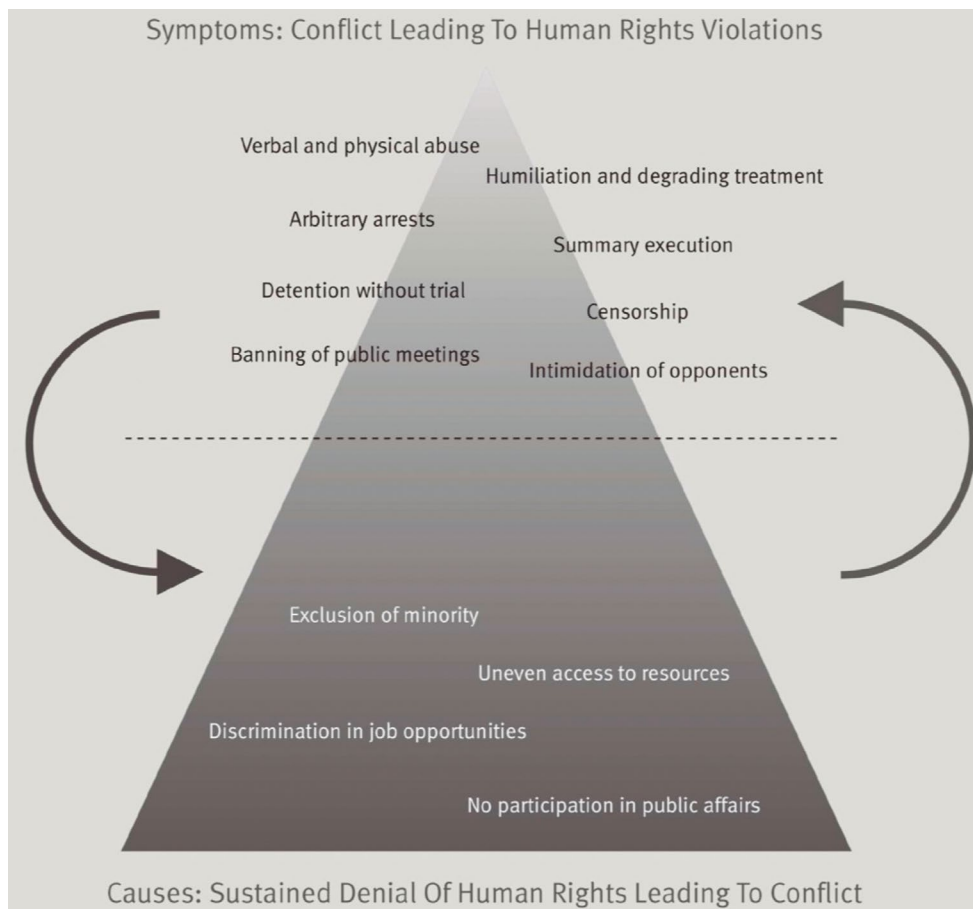 Symptoms: Conflict Leading To Human Rights Violations
Verbal and physical abuse
Humiliation and degrading treatment
Arbitrary arrests
Summary execution
Detention without trial
Censorship
Banning of public meetings
Intimidation of opponents
Exclusion of minority
Uneven access to resources
Discrimination in job opportunities
No participation in public affairs
Causes: Sustained Denial Of Human Rights Leading To Conflict